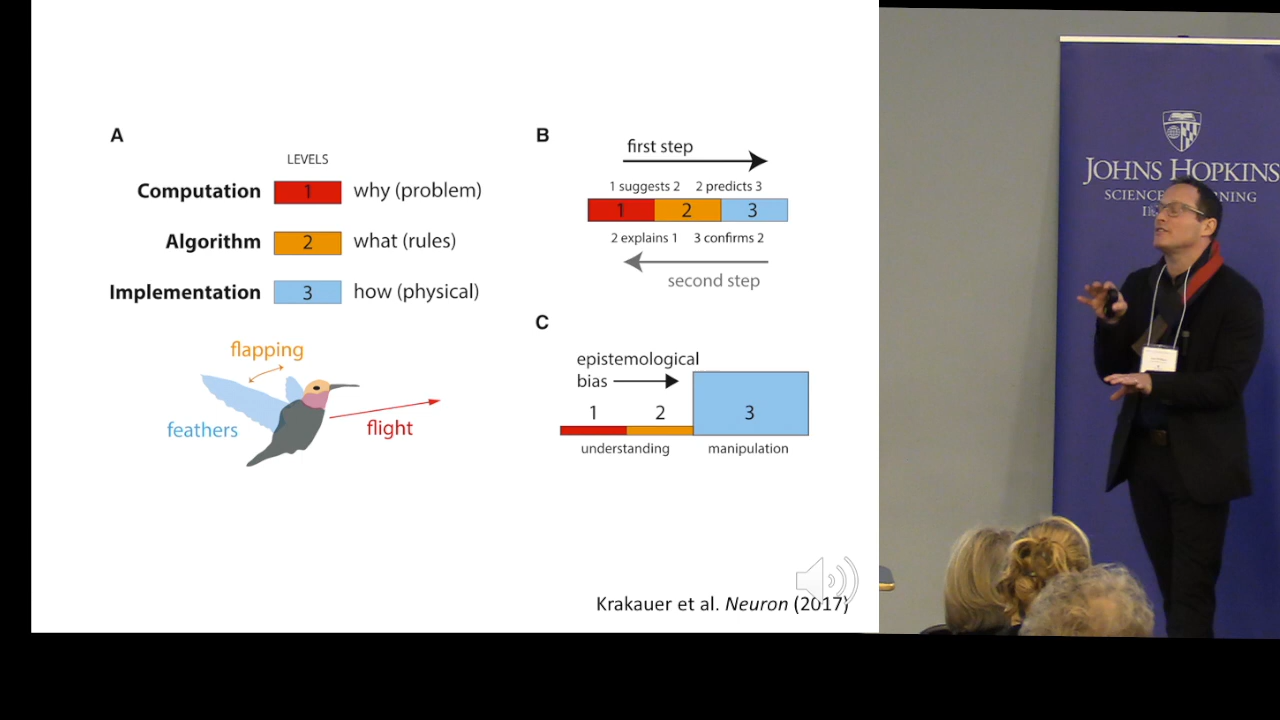 A
LEVELS
Computation 1 why (problem)
Algorithm 2 what (rules)
Implementation 3 how (physical)
flapping
feathers
flight
B
first step
1 suggests 2 2 predicts 3
1 2 3
2 explains 1 3 confirms 2
second step
C
epistemological
bias
1 2 3
understanding manipulation
Krakauer et al. Neuron (2017)
JOHNS HOPKINS